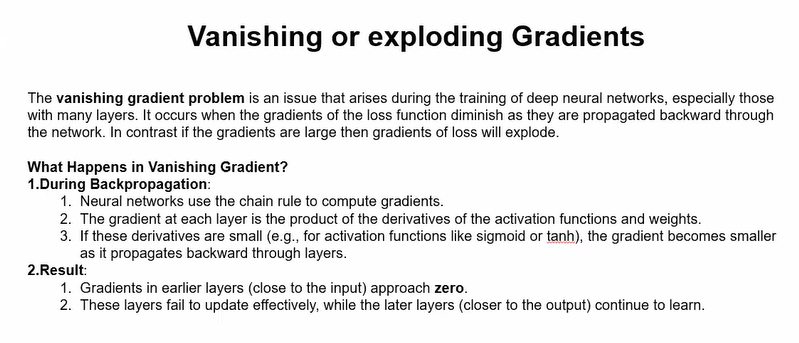 Vanishing or exploding Gradients
The vanishing gradient problem is an issue that arises during the training of deep neural networks, especially those
with many layers. It occurs when the gradients of the loss function diminish as they are propagated backward through
the network. In contrast if the gradients are large then gradients of loss will explode.
What Happens in Vanishing Gradient?
1.During Backpropagation:
1. Neural networks use the chain rule to compute gradients.
2. The gradient at each layer is the product of the derivatives of the activation functions and weights.
3. If these derivatives are small (e.g., for activation functions like sigmoid or tanh), the gradient becomes smaller
as it propagates backward through layers.
2.Result:
1. Gradients in earlier layers (close to the input) approach zero.
2. These layers fail to update effectively, while the later layers (closer to the output) continue to learn.